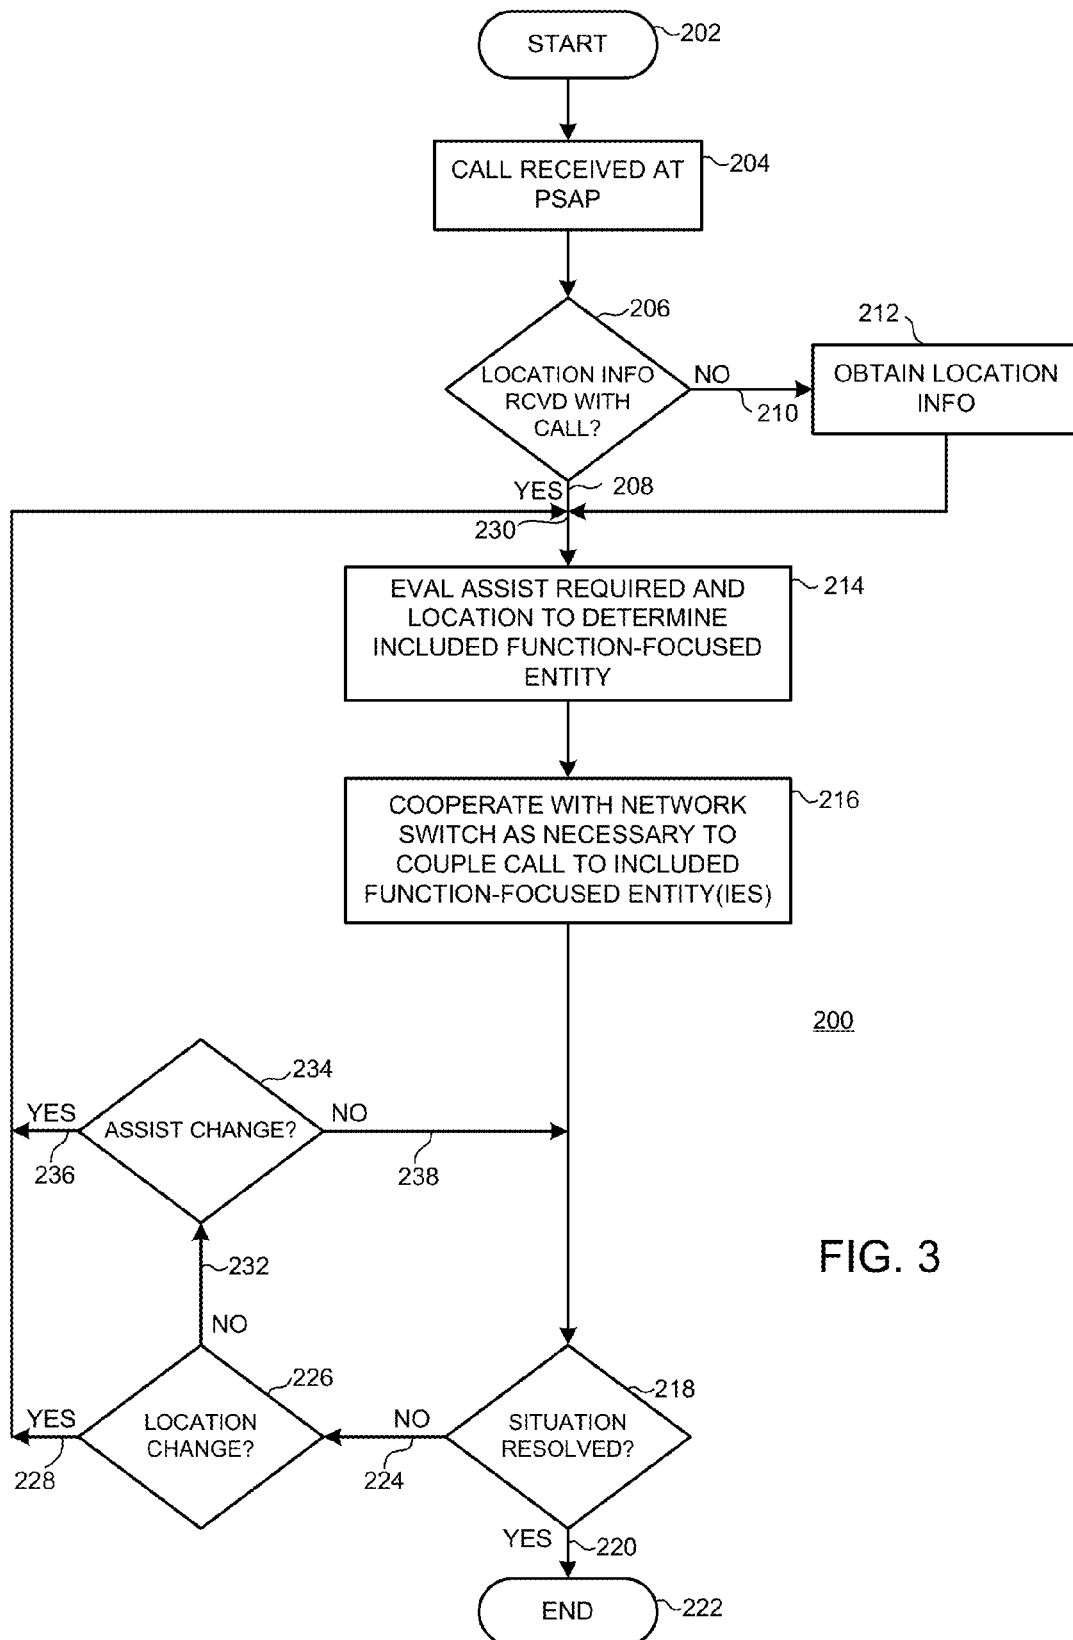 START
202
CALL RECEIVED AT
PSAP
204
206
LOCATION INFO
RCVD WITH
CALL?
NO
210
212
OBTAIN LOCATION
INFO
YES
208
230
EVAL ASSIST REQUIRED AND
LOCATION TO DETERMINE
INCLUDED FUNCTION-FOCUSED
ENTITY
214
COOPERATE WITH NETWORK
SWITCH AS NECESSARY TO
COUPLE CALL TO INCLUDED
FUNCTION-FOCUSED ENTITY(IES)
216
200
234
YES
ASSIST CHANGE?
NO
236
238
FIG. 3
232
NO
226
YES
LOCATION
CHANGE?
228
NO
224
218
SITUATION
RESOLVED?
YES
220
END
222